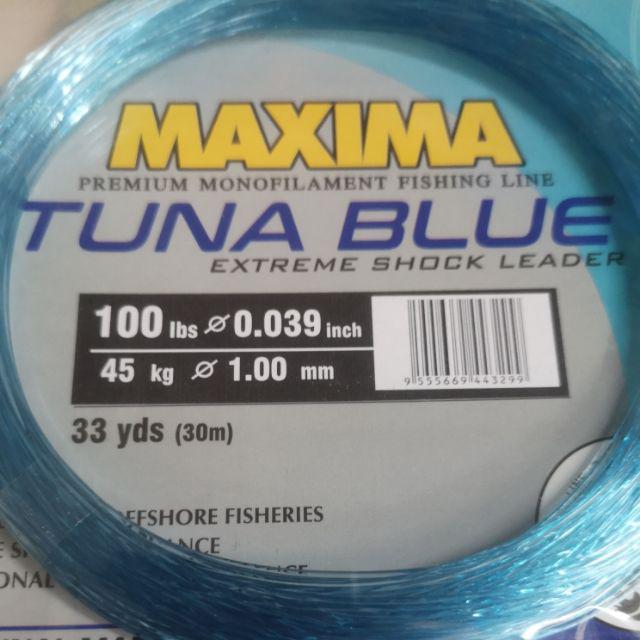 MAXIMA
PREMIUM MONOFILAMENT FISHING LINE
TUNA BLUE
EXTREME SHOCK LEADER
100 lbs Ø 0.039 inch
45 kg Ø 1.00 mm
9 555669 443299
33 yds (30m)
OFFSHORE FISHERIES